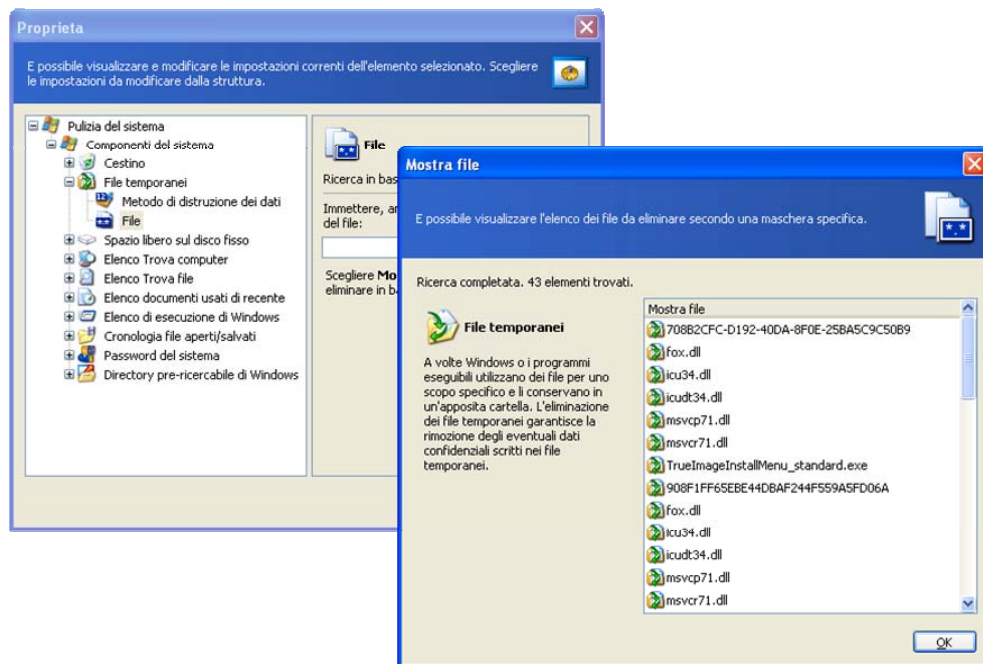 Proprieta
E possibile visualizzare e modificare le impostazioni correnti dell'elemento selezionato. Scegliere
le impostazioni da modificare dalla struttura.
Pulizia del sistema
Componenti del sistema
Cestino
File temporanei
Metodo di distruzione dei dati
File
Spazio libero sul disco fisso
Elenco Trova computer
Elenco Trova file
Elenco documenti usati di recente
Elenco di esecuzione di Windows
Cronologia file aperti/salvati
Password del sistema
Directory pre-ricercabile di Windows
File
Ricerca in bas
Immettere, an
del file:
Scegliere Mo
eliminare in b
Mostra file
E possibile visualizzare l'elenco dei file da eliminare secondo una maschera specifica.
Ricerca completata. 43 elementi trovati.
File temporanei
A volte Windows o i programmi
eseguibili utilizzano dei file per uno
scopo specifico e li conservano in
un'apposita cartella. L'eliminazione
dei file temporanei garantisce la
rimozione degli eventuali dati
confidenziali scritti nei file
temporanei.
Mostra file
708B2CFC-D192-40DA-8F0E-25BA5C9C50B9
fox.dll
icu34.dll
icudt34.dll
msvcp71.dll
msvcr71.dll
TrueImageInstallMenu_standard.exe
908F1FF65EBE44DBAF244F559A5FD06A
fox.dll
icu34.dll
icudt34.dll
msvcp71.dll
msvcr71.dll
OK